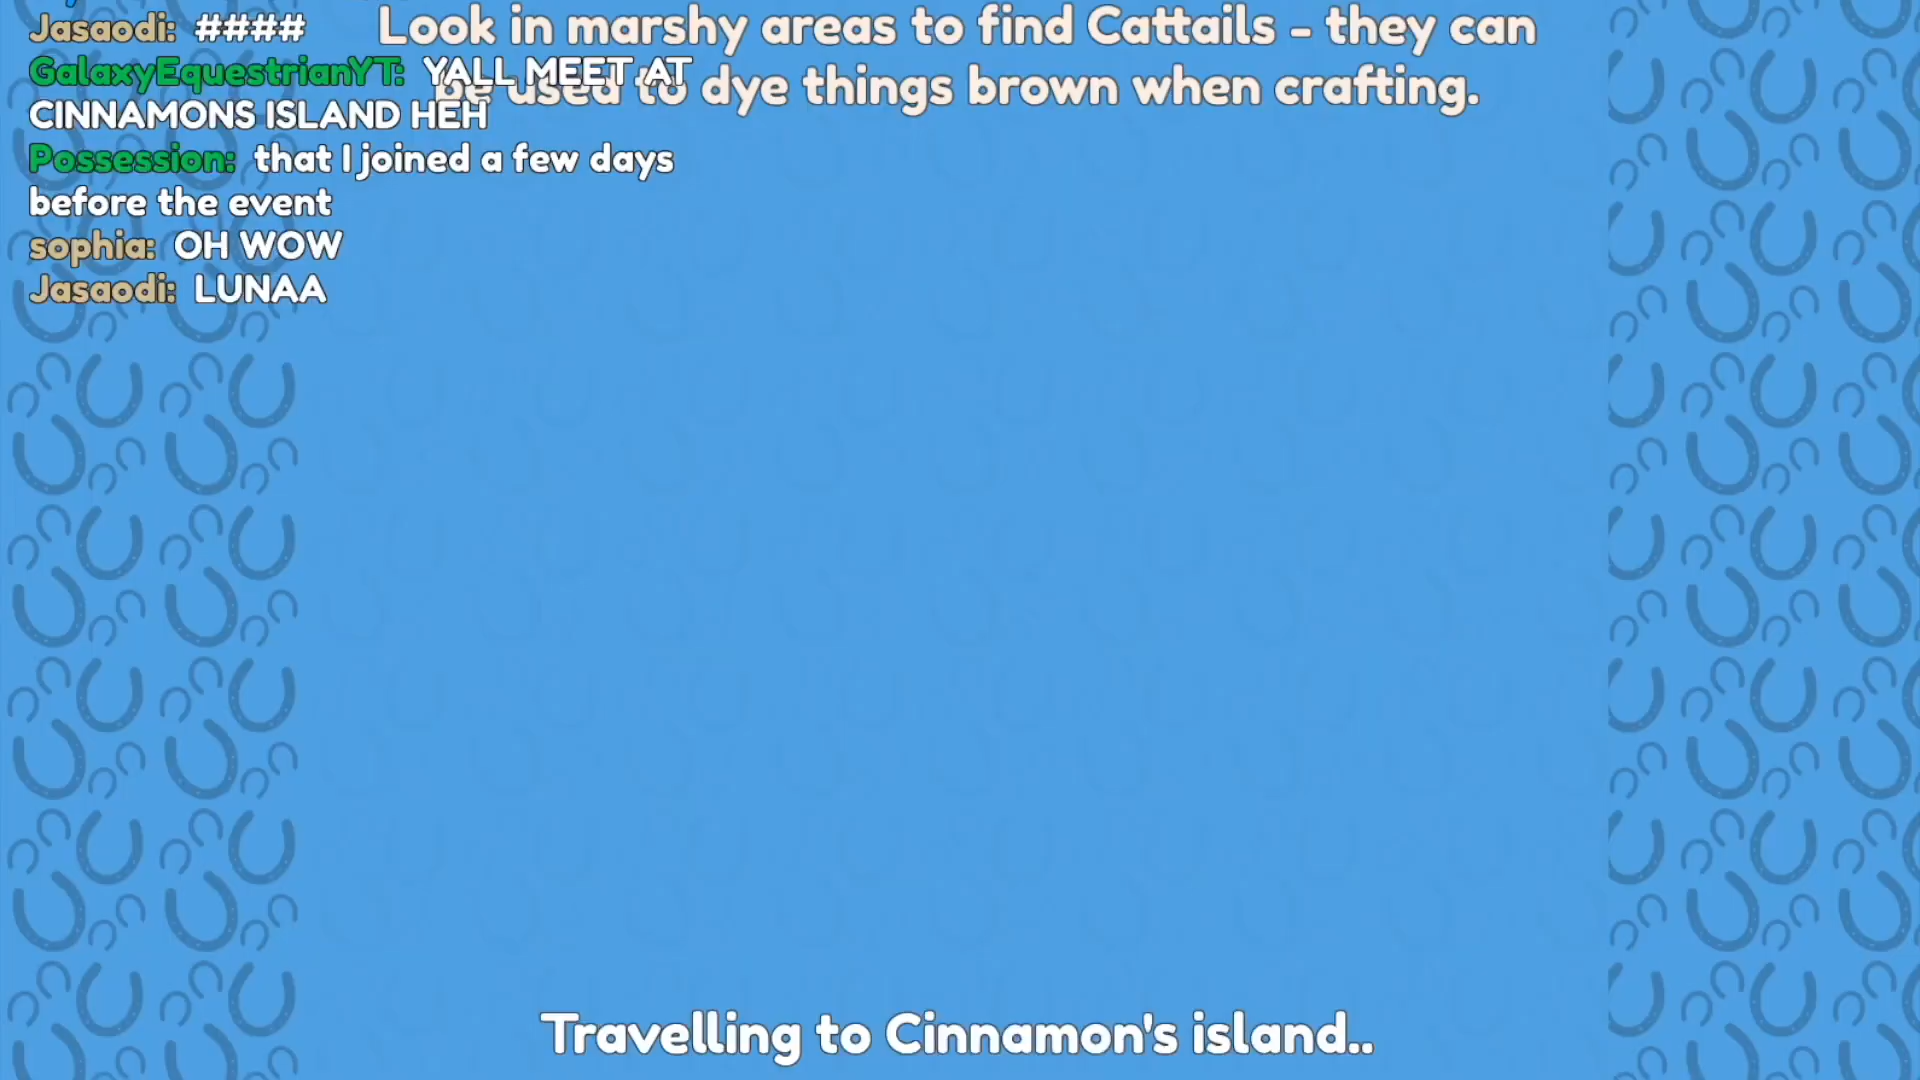 Jasaodi: ####
GalaxyEquestrianYT: YALL MEET AT
CINNAMONS ISLAND HEH
Possession: that I joined a few days
before the event
sophia: OH WOW
Jasaodi: LUNAA
Look in marshy areas to find Cattails - they can
be used to dye things brown when crafting.
Travelling to Cinnamon's island..